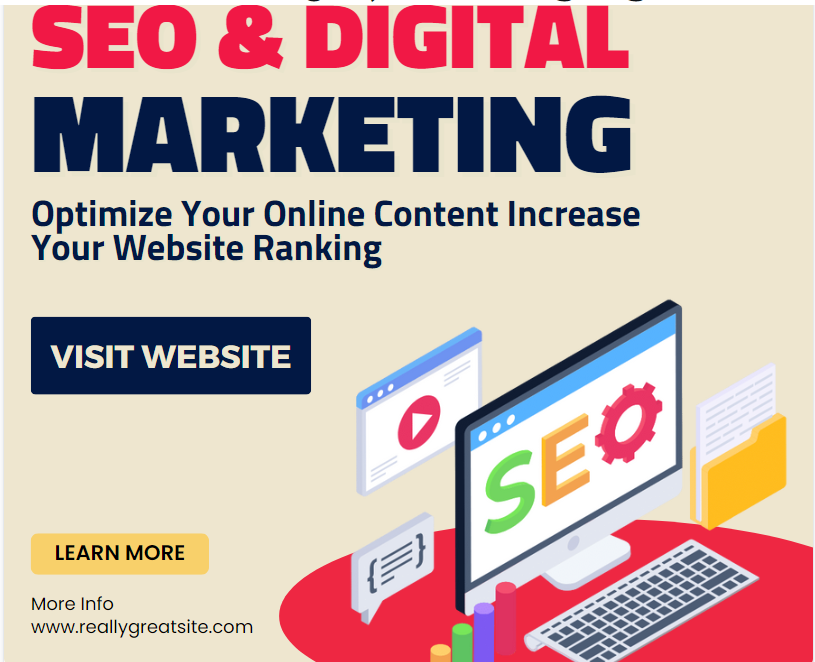 SEO & DIGITAL
MARKETING
Optimize Your Online Content Increase
Your Website Ranking
VISIT WEBSITE
SEO
LEARN MORE
{ }
More Info
www.reallygreatsite.com